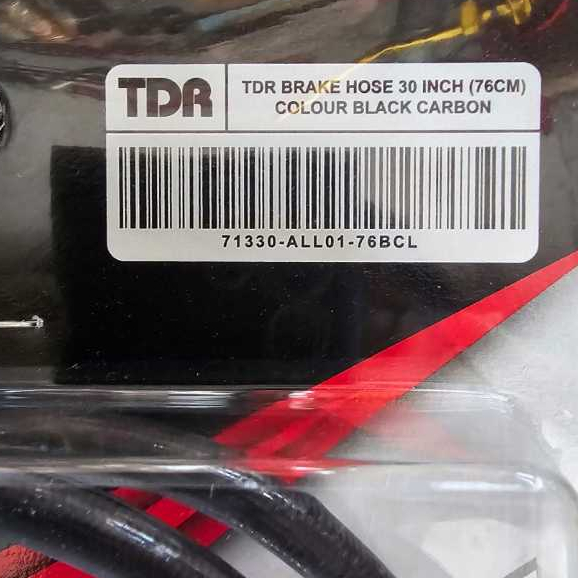 TDR
TDR BRAKE HOSE 30 INCH (76CM)
COLOUR BLACK CARBON
71330-ALL01-76BCL